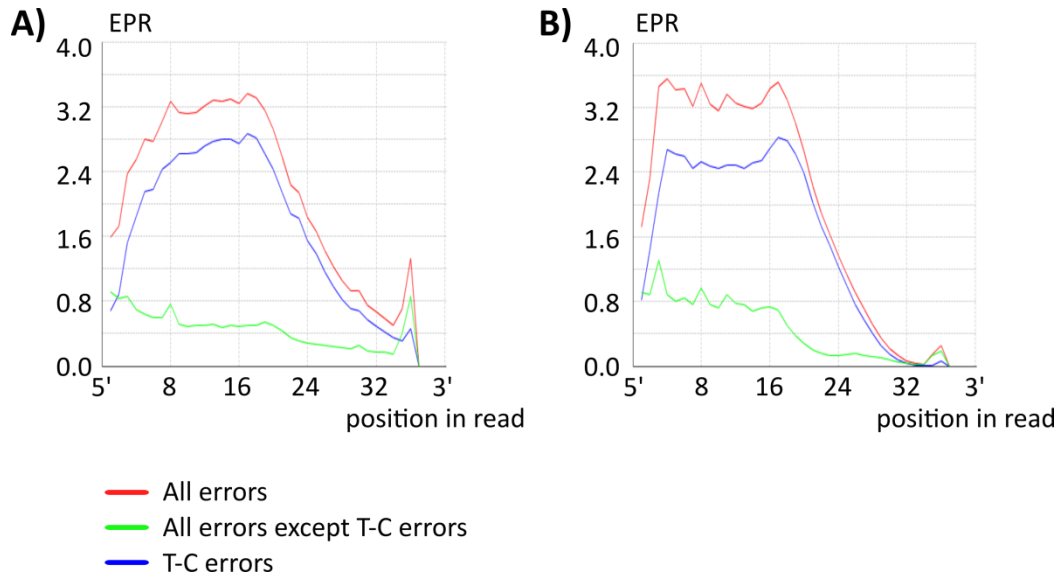 A)
EPR
4.0
3.2
2.4
1.6
0.8
0.0
5' 8 16 24 32 3'
position in read
B)
EPR
4.0
3.2
2.4
1.6
0.8
0.0
5' 8 16 24 32 3'
position in read
All errors
All errors except T-C errors
T-C errors